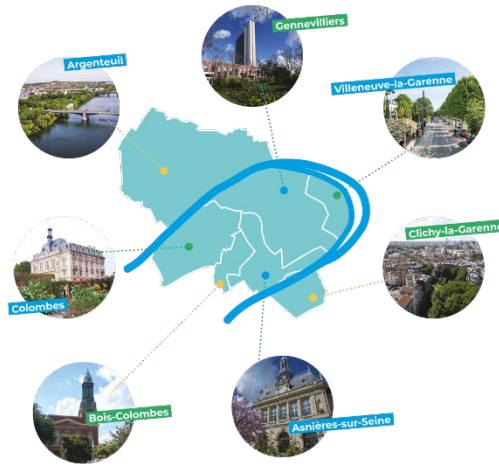 Gennevilliers
Argenteuil
Villeneuve-la-Garenne
Clichy-la-Garenne
Colombes
Bois-Colombes
Asnières-sur-Seine